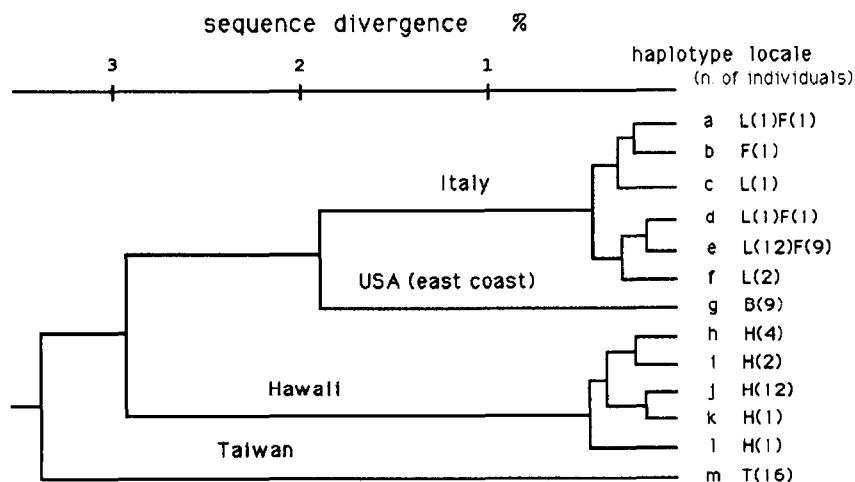 sequence divergence %
3 2 1
haplotype locale
(n. of individuals)
a L(1)F(1)
b F(1)
Italy
c L(1)
d L(1)F(1)
e L(12)F(9)
USA (east coast)
f L(2)
g B(9)
h H(4)
i H(2)
Hawaii
j H(12)
k H(1)
Taiwan
l H(1)
m T(16)